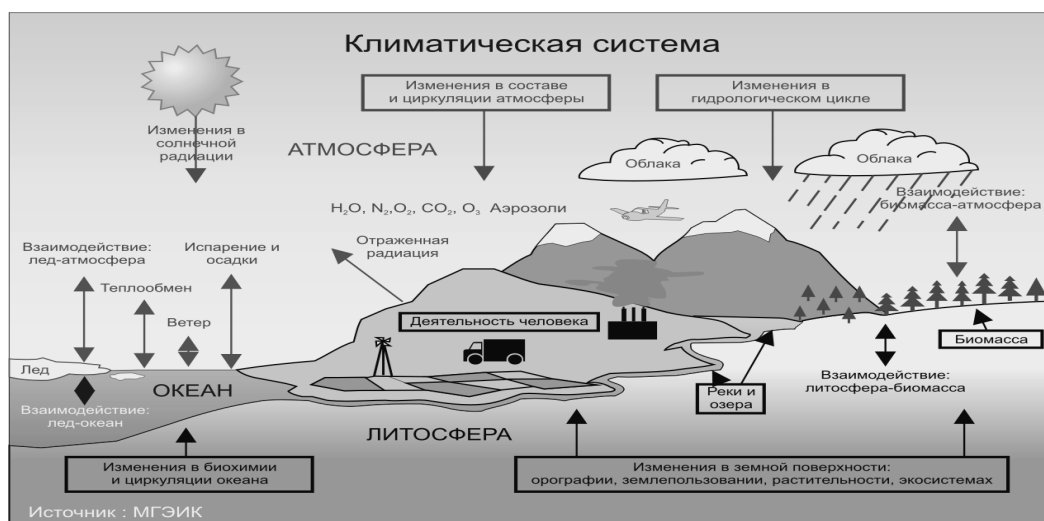 Климатическая система
Изменения в составе
и циркуляции атмосферы
Изменения в
гидрологическом цикле
Изменения в
солнечной
радиации
АТМОСФЕРА
Облака
Облака
Взаимодействие:
биомасса-атмосфера
H₂O, N₂,O₂, CO₂, O₃ Аэрозоли
Взаимодействие:
лед-атмосфера
Испарение и
осадки
Отраженная
радиация
Теплообмен
Ветер
Деятельность человека
Биомасса
Лед
ОКЕАН
Реки и
озера
Взаимодействие:
литосфера-биомасса
Взаимодействие:
лед-океан
ЛИТОСФЕРА
Изменения в биохимии
и циркуляции океана
Изменения в земной поверхности:
орографии, землепользовании, растительности, экосистемах
Источник : МГЭИК